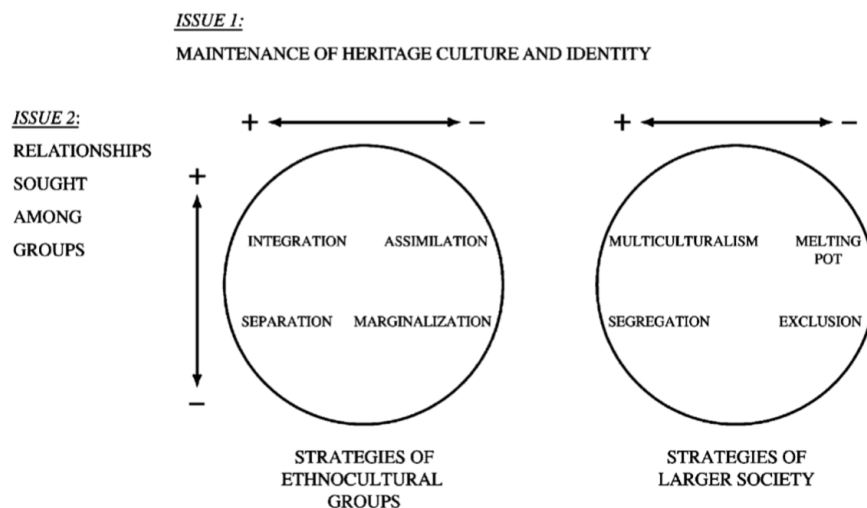 ISSUE 1:
MAINTENANCE OF HERITAGE CULTURE AND IDENTITY
ISSUE 2:
RELATIONSHIPS
SOUGHT
AMONG
GROUPS
+ −
+ −
+
−
INTEGRATION ASSIMILATION
SEPARATION MARGINALIZATION
MULTICULTURALISM MELTING
POT
SEGREGATION EXCLUSION
STRATEGIES OF
ETHNOCULTURAL
GROUPS
STRATEGIES OF
LARGER SOCIETY